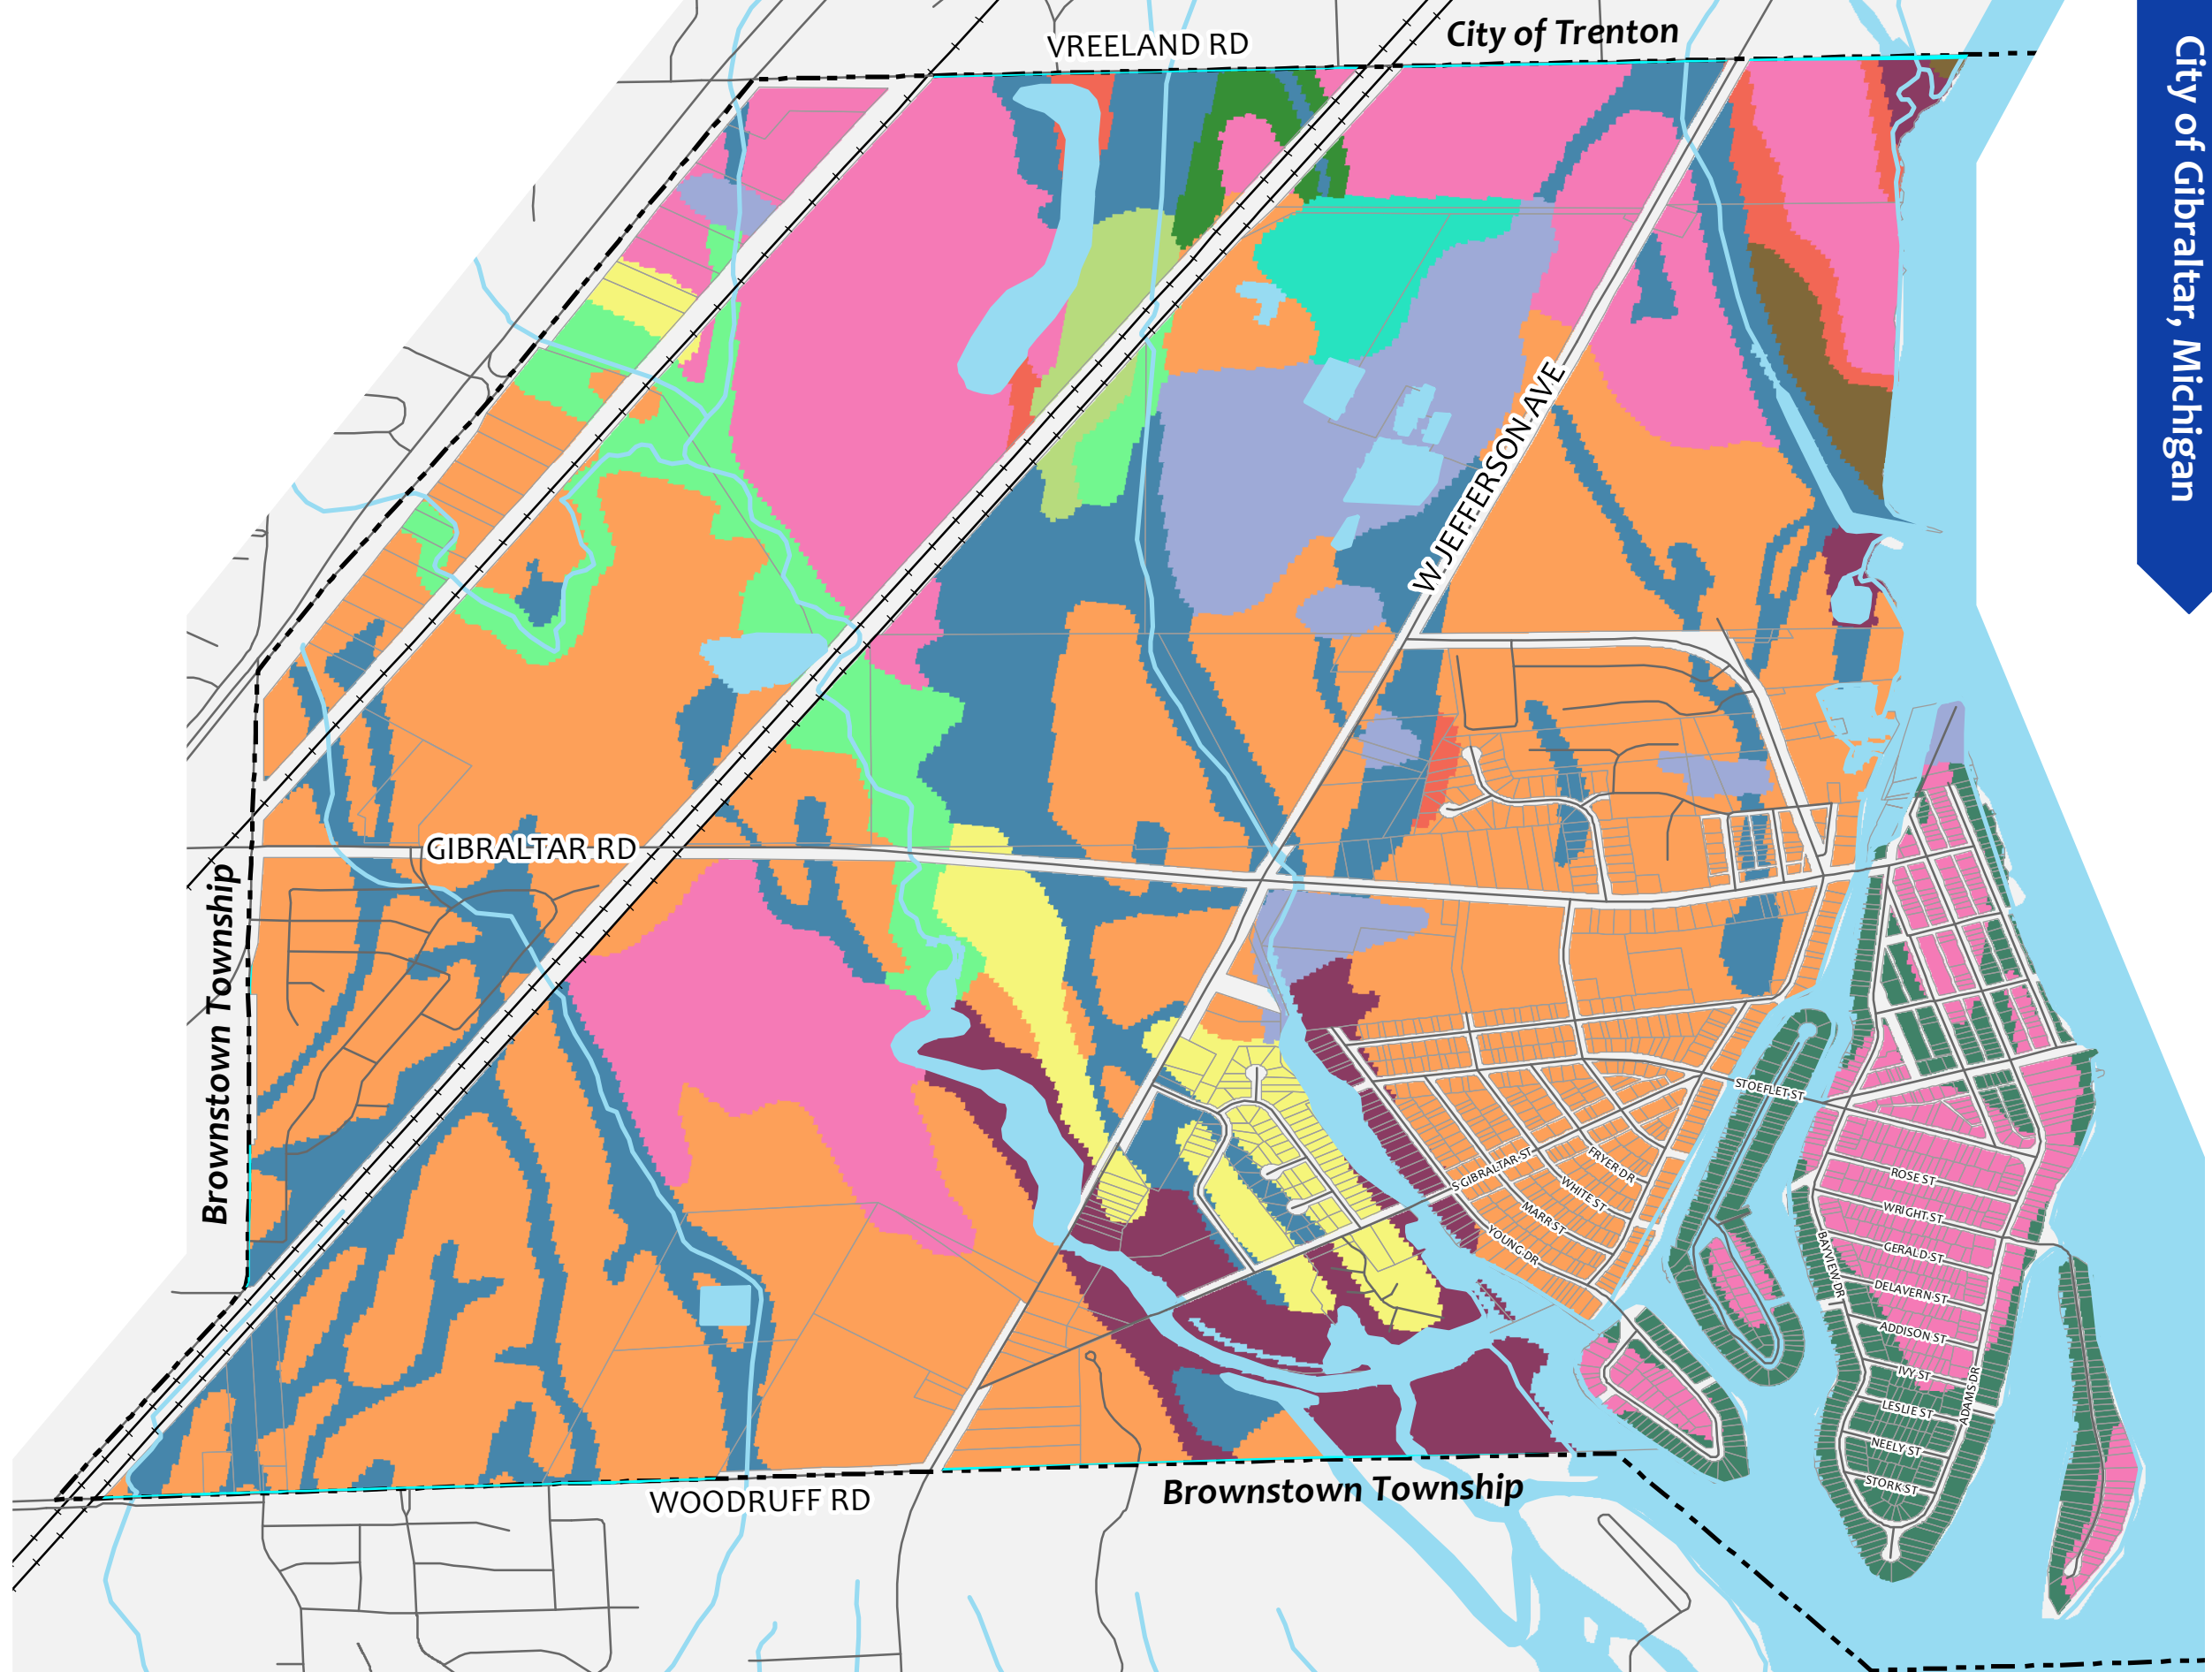 City of Trenton
VREELAND RD
City of Gibraltar, Michigan
W JEFFERSON AVE
GIBRALTAR RD
Brownstown Township
STOEFLET ST
S GIBRALTAR ST
FRYER DR
WHITE ST
MARR ST
YOUNG DR
ROSE ST
WRIGHT ST
GERALD ST
BAYVIEW DR
DELAVERN ST
ADDISON ST
IVY ST
ADAMS DR
LESLIE ST
NEELY ST
STORK ST
WOODRUFF RD
Brownstown Township